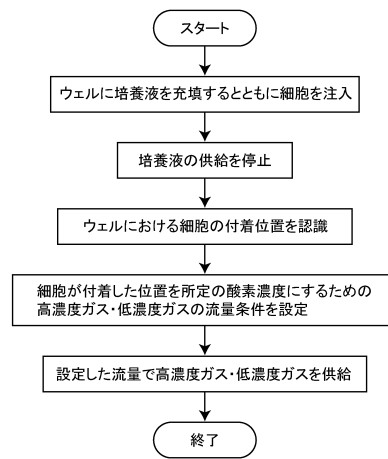 スタート
ウェルに培養液を充填するとともに細胞を注入
培養液の供給を停止
ウェルにおける細胞の付着位置を認識
細胞が付着した位置を所定の酸素濃度にするための
高濃度ガス・低濃度ガスの流量条件を設定
設定した流量で高濃度ガス・低濃度ガスを供給
終了